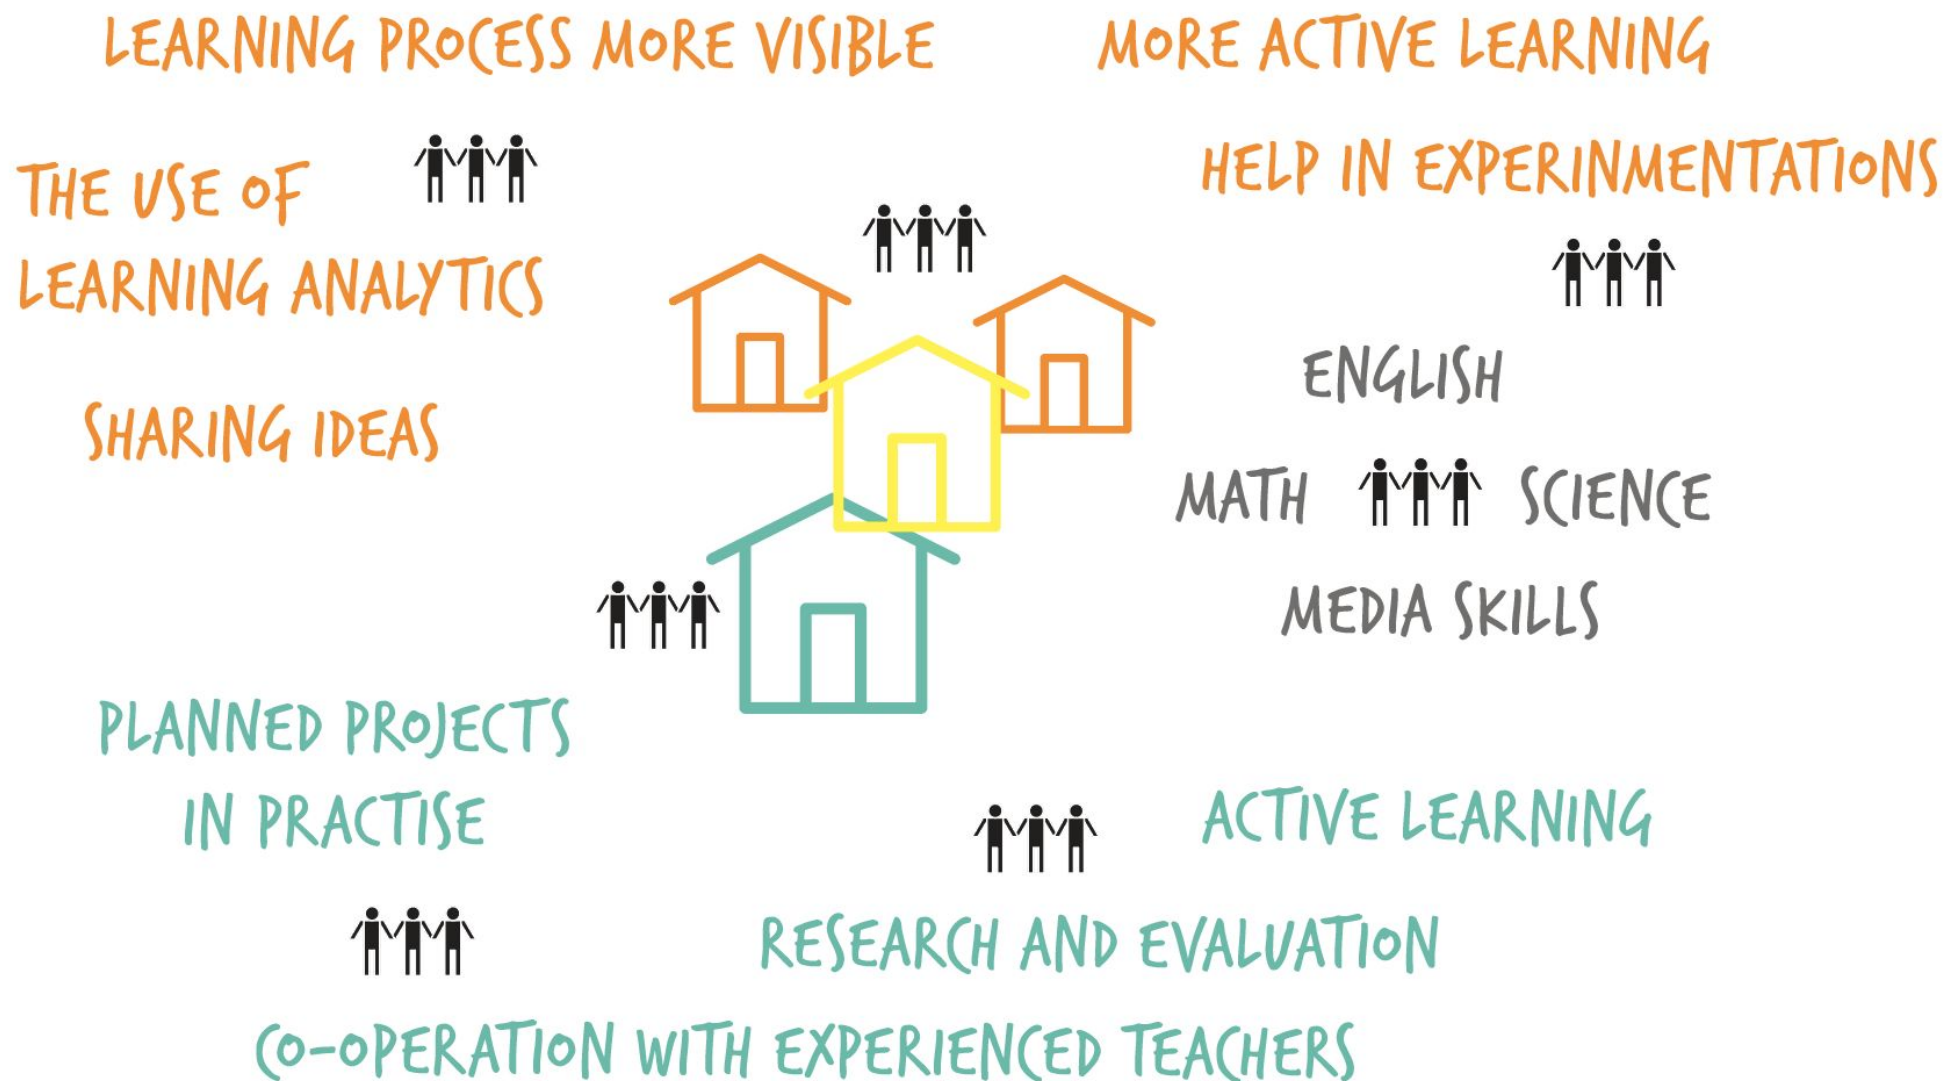 LEARNING PROCESS MORE VISIBLE
MORE ACTIVE LEARNING
THE USE OF
LEARNING ANALYTICS
HELP IN EXPERINMENTATIONS
SHARING IDEAS
ENGLISH
MATH SCIENCE
MEDIA SKILLS
PLANNED PROJECTS
IN PRACTISE
ACTIVE LEARNING
RESEARCH AND EVALUATION
CO-OPERATION WITH EXPERIENCED TEACHERS